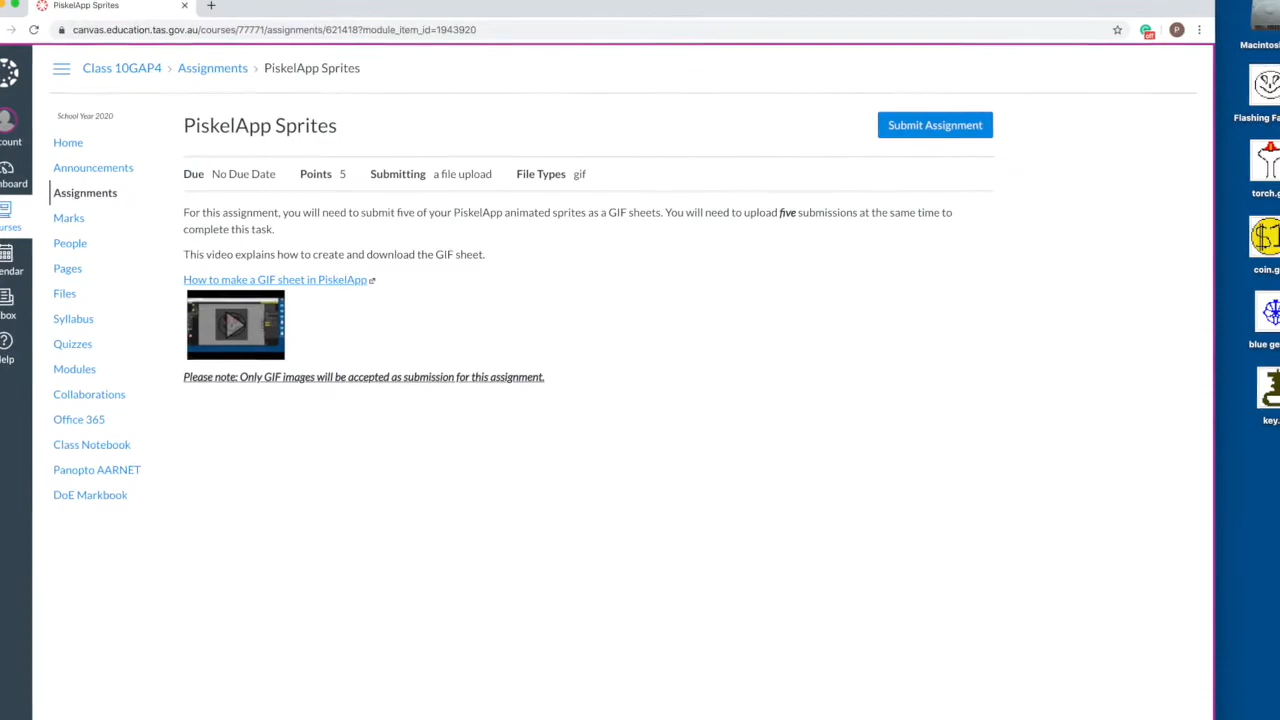 PiskelApp Sprites
canvas.education.tas.gov.au/courses/77771/assignments/621418?module_item_id=1943920
Class 10GAP4 > Assignments > PiskelApp Sprites
School Year 2020
Home
Announcements
Assignments
Marks
People
Pages
Files
Syllabus
Quizzes
Modules
Collaborations
Office 365
Class Notebook
Panopto AARNET
DoE Markbook
PiskelApp Sprites
Submit Assignment
Due No Due Date Points 5 Submitting a file upload File Types gif
For this assignment, you will need to submit five of your PiskelApp animated sprites as a GIF sheets. You will need to upload five submissions at the same time to
complete this task.
This video explains how to create and download the GIF sheet.
How to make a GIF sheet in PiskelApp
Please note: Only GIF images will be accepted as submission for this assignment.
count
board
urses
endar
box
elp
P
off
Macintos
Flashing Fa
torch.g
$1
coin.g
blue ge
key.